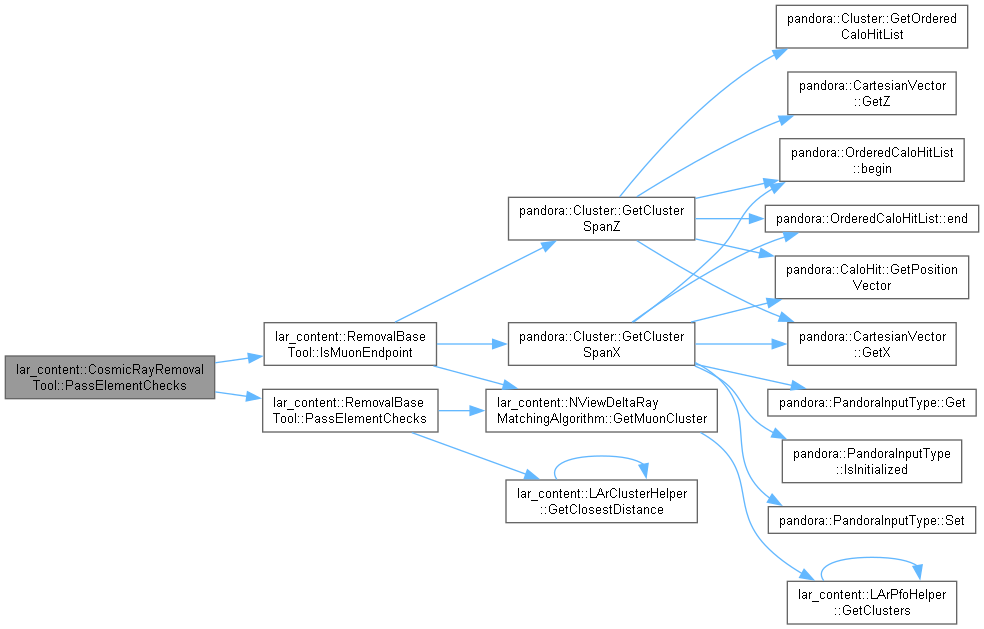 lar_content::CosmicRayRemoval
Tool::PassElementChecks
lar_content::RemovalBase
Tool::IsMuonEndpoint
lar_content::RemovalBase
Tool::PassElementChecks
pandora::Cluster::GetCluster
SpanZ
pandora::Cluster::GetCluster
SpanX
lar_content::NViewDeltaRay
MatchingAlgorithm::GetMuonCluster
lar_content::LArClusterHelper
::GetClosestDistance
pandora::Cluster::GetOrdered
CaloHitList
pandora::CartesianVector
::GetZ
pandora::OrderedCaloHitList
::begin
pandora::OrderedCaloHitList::end
pandora::CaloHit::GetPosition
Vector
pandora::CartesianVector
::GetX
pandora::PandoraInputType::Get
pandora::PandoraInputType
::IsInitialized
pandora::PandoraInputType::Set
lar_content::LArPfoHelper
::GetClusters